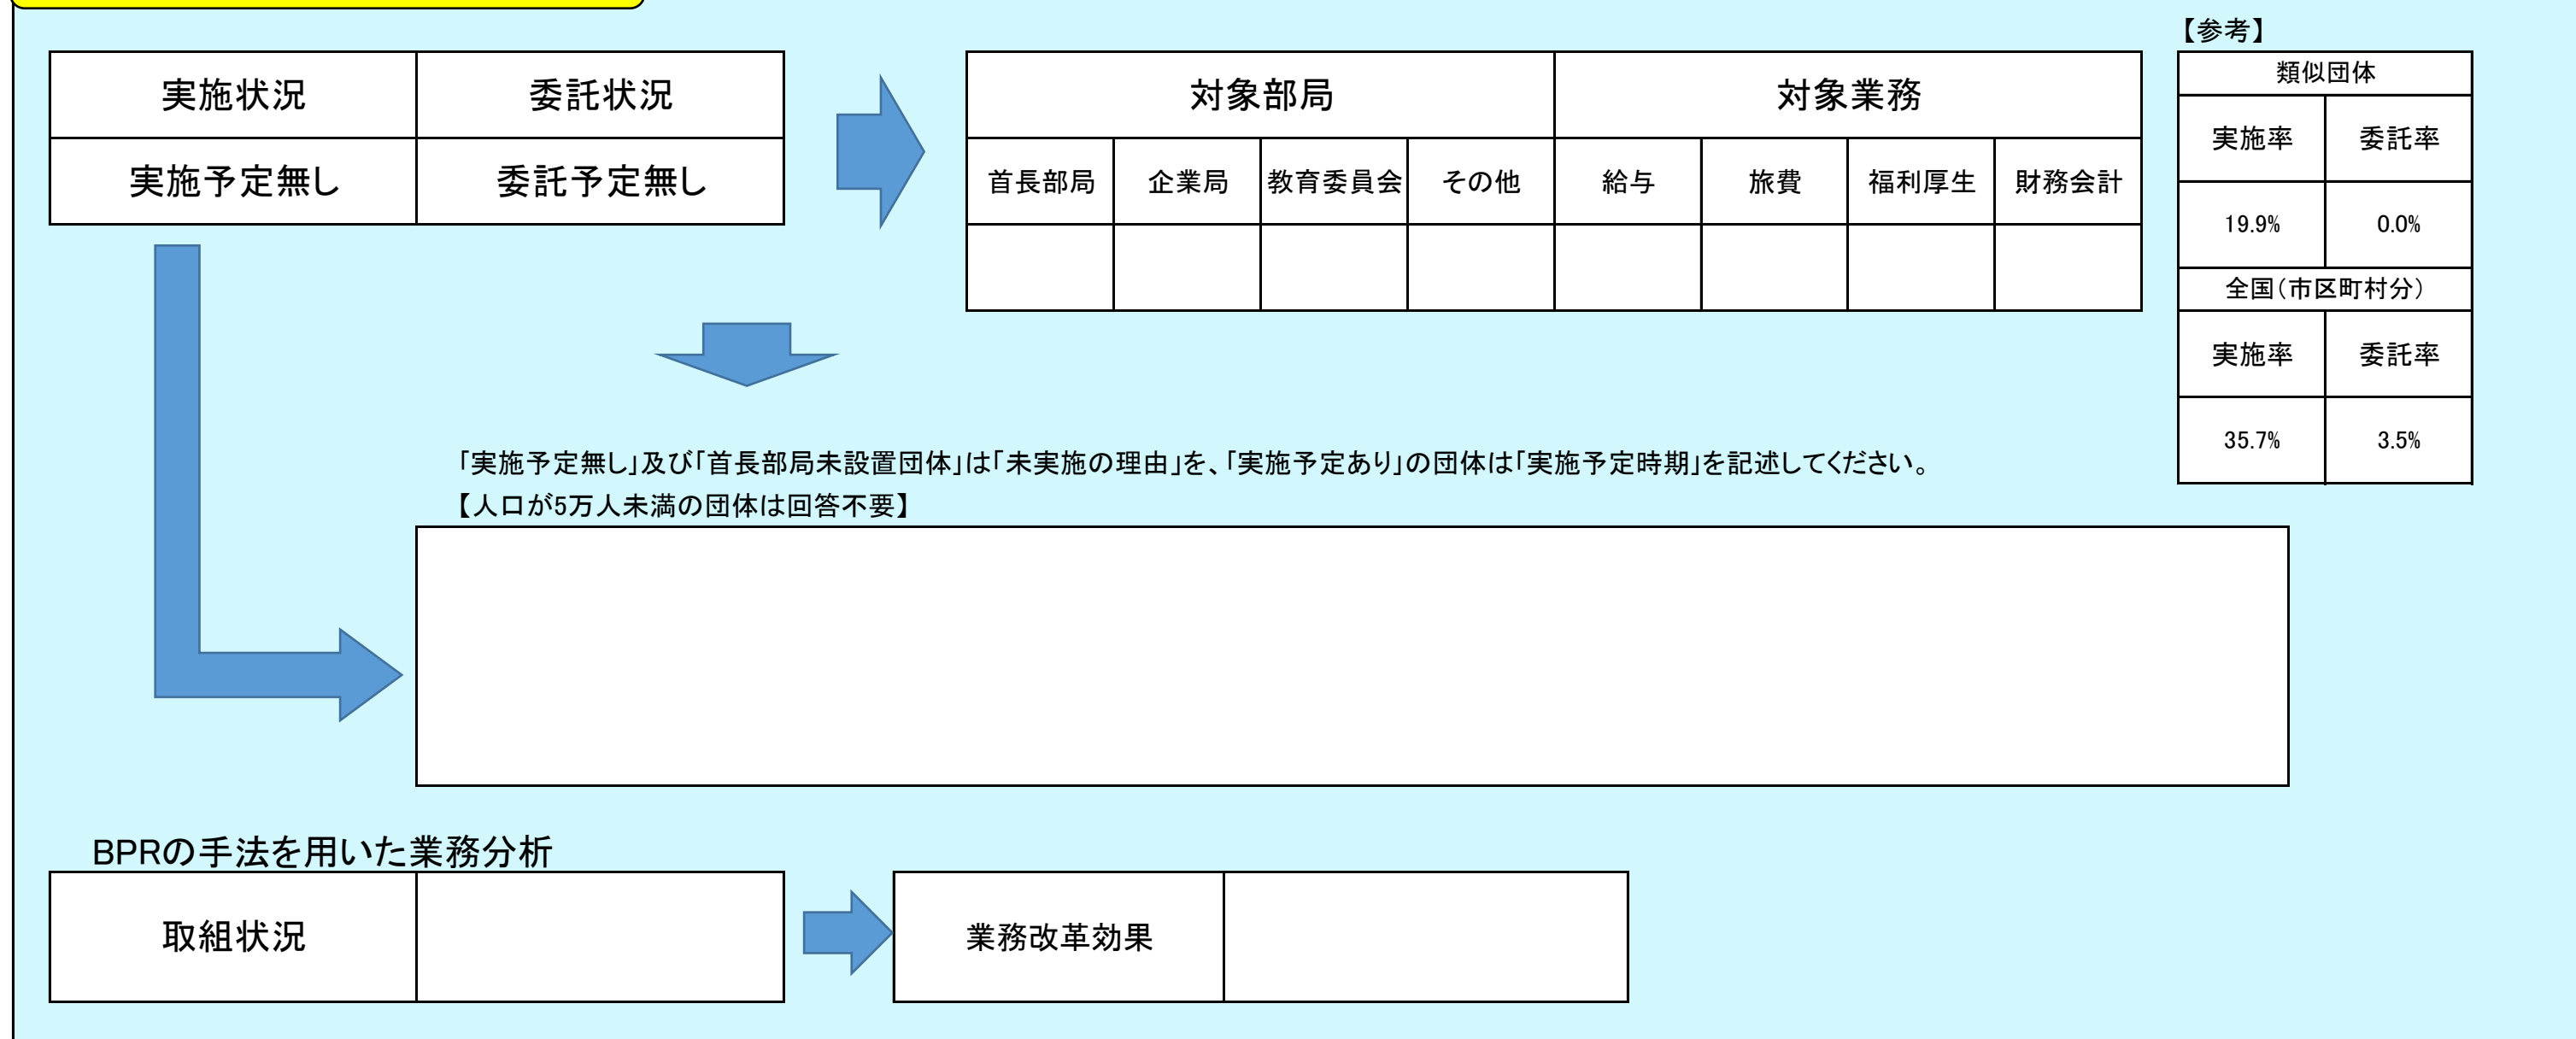 実施状況 委託状況
実施予定無し 委託予定無し
対象部局 対象業務
首長部局 企業局 教育委員会 その他 給与 旅費 福利厚生 財務会計
【参考】
類似団体
実施率 委託率
19.9% 0.0%
全国(市区町村分)
実施率 委託率
35.7% 3.5%
「実施予定無し」及び「首長部局未設置団体」は「未実施の理由」を、「実施予定あり」の団体は「実施予定時期」を記述してください。
【人口が5万人未満の団体は回答不要】
BPRの手法を用いた業務分析
取組状況
業務改革効果